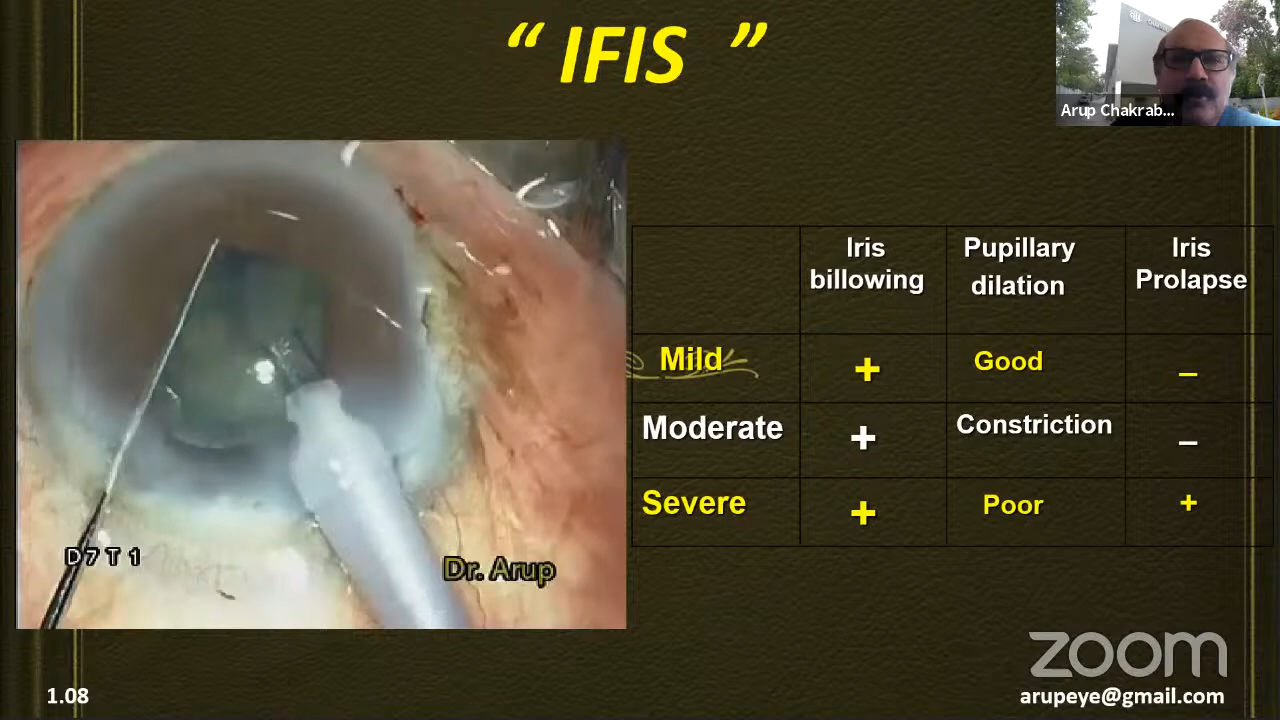 “ IFIS ”
Arup Chakrab...
Iris
billowing
Pupillary
dilation
Iris
Prolapse
Mild + Good –
Moderate + Constriction –
Severe + Poor +
D7 T 1
Dr. Arup
zoom
1.08
arupeye@gmail.com